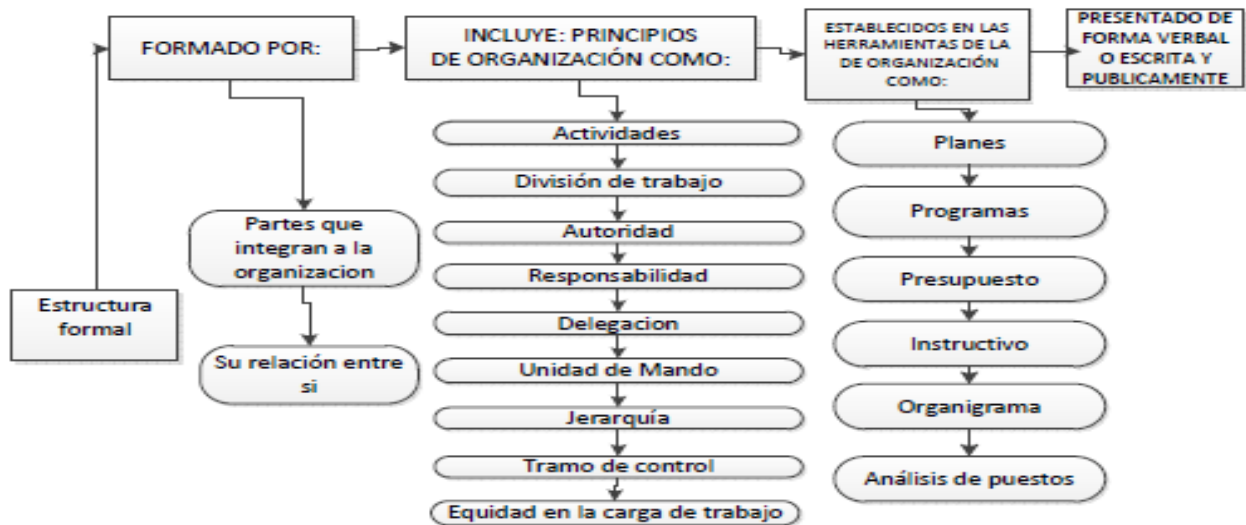 FORMADO POR:
INCLUYE: PRINCIPIOS
DE ORGANIZACIÓN COMO:
ESTABLECIDOS EN LAS
HERRAMIENTAS DE LA
DE ORGANIZACIÓN
COMO:
PRESENTADO DE
FORMA VERBAL
O ESCRITA Y
PUBLICAMENTE
Estructura
formal
Partes que
integran a la
organizacion
Su relación entre
si
Actividades
División de trabajo
Autoridad
Responsabilidad
Delegacion
Unidad de Mando
Jerarquía
Tramo de control
Equidad en la carga de trabajo
Planes
Programas
Presupuesto
Instructivo
Organigrama
Análisis de puestos